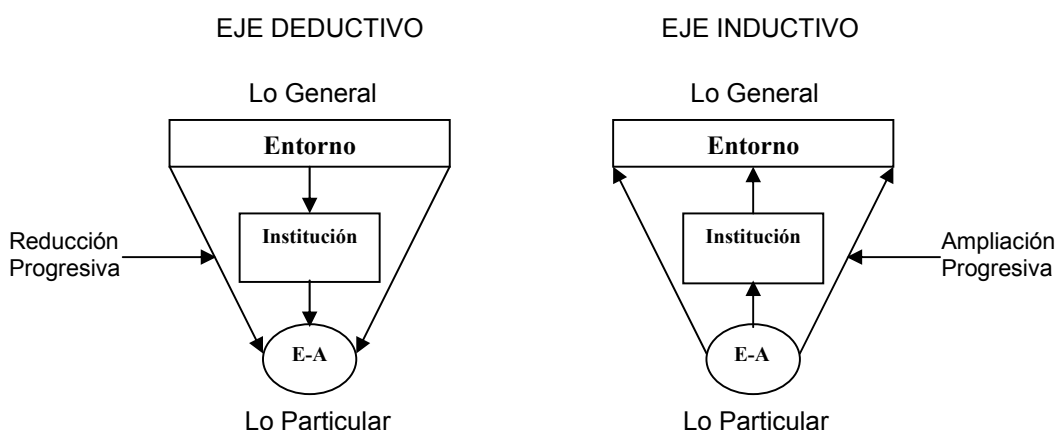 EJE DEDUCTIVO
EJE INDUCTIVO
Lo General
Lo General
Entorno
Entorno
Institución
Institución
Reducción
Progresiva
Ampliación
Progresiva
E-A
E-A
Lo Particular
Lo Particular